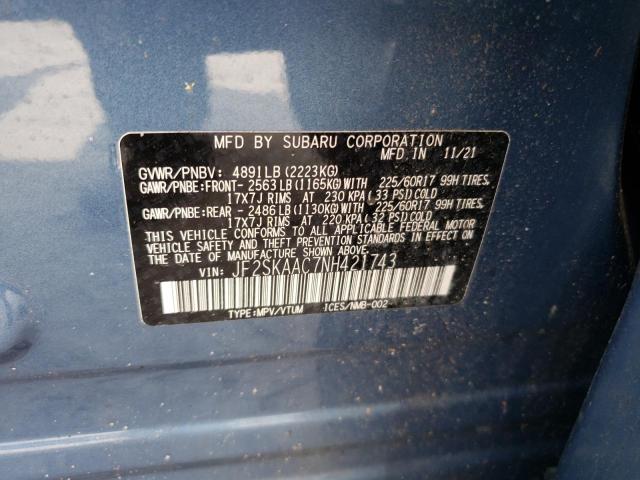 MFD BY SUBARU CORPORATION
MFD IN 11/21
GVWR/PNBV: 4891LB (2223KG)
GAWR/PNBE:FRONT- 2563LB (1165KG)WITH 225/60R17 99H TIRES,
17X7J RIMS AT 230 KPA( 33 PSI) COLD
GAWR/PNBE:REAR - 2486LB (1130KG)WITH 225/60R17 99H TIRES,
17X7J RIMS AT 220 KPA( 32 PSI) COLD
THIS VEHICLE CONFORMS TO ALL APPLICABLE FEDERAL MOTOR
VEHICLE SAFETY AND THEFT PREVENTION STANDARDS IN EFFECT ON
THE DATE OF MANUFACTURE SHOWN ABOVE.
VIN: JF2SKAAC7NH421743
TYPE:MPV/VTUM ICES/NMB-002